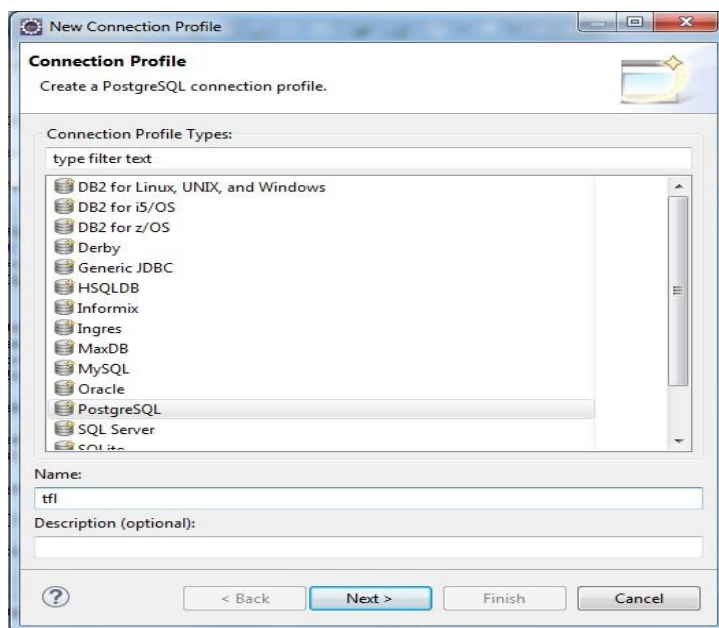 New Connection Profile
Connection Profile
Create a PostgreSQL connection profile.
Connection Profile Types:
type filter text
DB2 for Linux, UNIX, and Windows
DB2 for i5/OS
DB2 for z/OS
Derby
Generic JDBC
HSQLDB
Informix
Ingres
MaxDB
MySQL
Oracle
PostgreSQL
SQL Server
SQLite
Name:
tfl
Description (optional):
? < Back Next > Finish Cancel